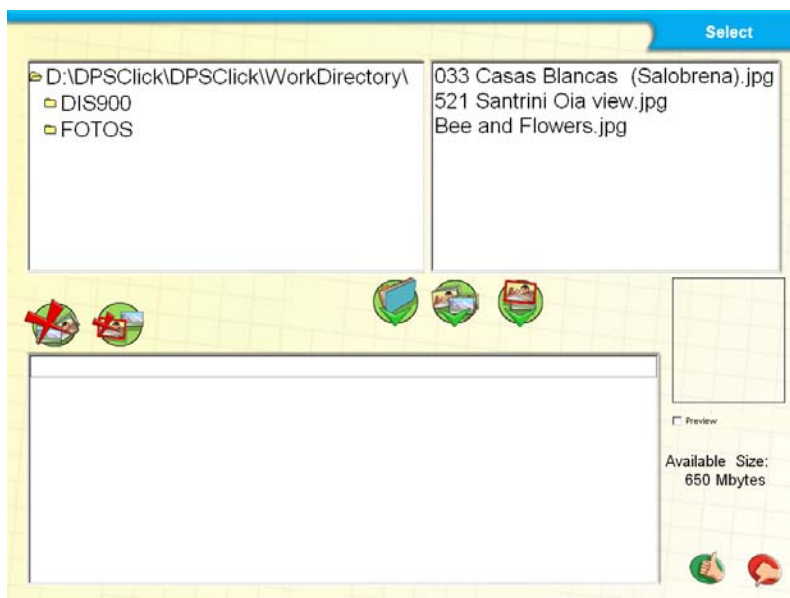 Select
D:\DPSClick\DPSClick\WorkDirectory\
DIS900
FOTOS
033 Casas Blancas  (Salobrena).jpg
521 Santrini Oia view.jpg
Bee and Flowers.jpg
Preview
Available  Size:
650 Mbytes